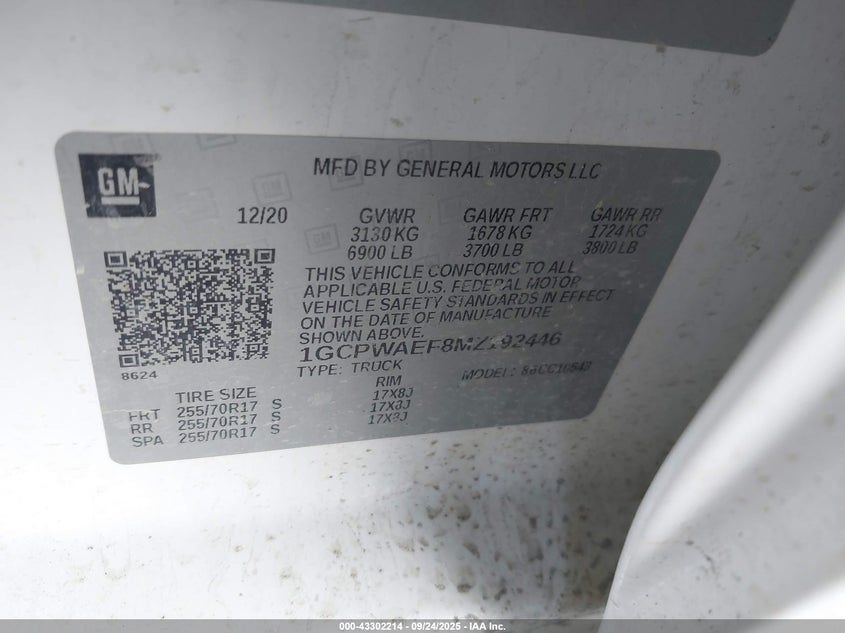 GM
MFD BY GENERAL MOTORS LLC
12/20 GVWR GAWR FRT GAWR RR
3130 KG 1678 KG 1724 KG
6900 LB 3700 LB 3800 LB
THIS VEHICLE CONFORMS TO ALL
APPLICABLE U.S. FEDERAL MOTOR
VEHICLE SAFETY STANDARDS IN EFFECT
ON THE DATE OF MANUFACTURE
SHOWN ABOVE.
1GCPWAEF8MZ192446
8624
TYPE: TRUCK MODEL:
TIRE SIZE RIM
FRT 255/70R17 S 17X8J
RR 255/70R17 S 17X8J
SPA 255/70R17 S 17X8J
000-43302214 - 09/24/2025 - IAA Inc.